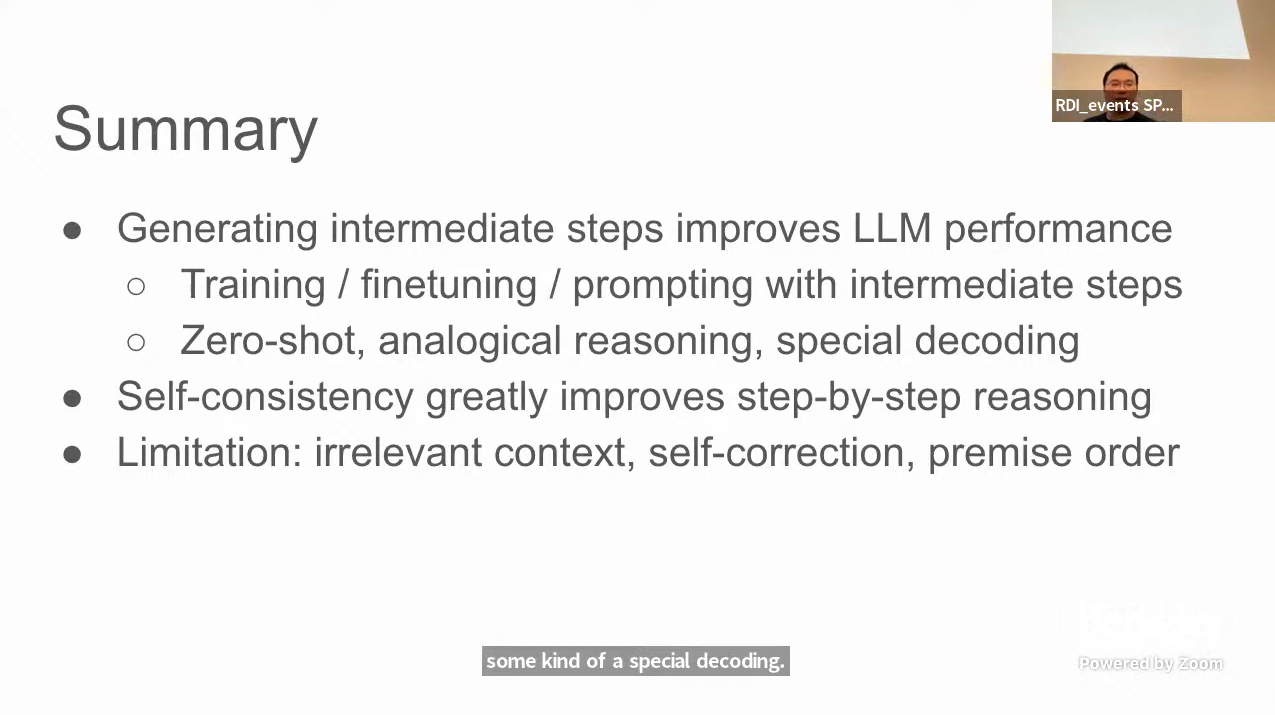 RDI_events SP...
Summary
● Generating intermediate steps improves LLM performance
○ Training / finetuning / prompting with intermediate steps
○ Zero-shot, analogical reasoning, special decoding
● Self-consistency greatly improves step-by-step reasoning
● Limitation: irrelevant context, self-correction, premise order
some kind of a special decoding.
Powered by Zoom